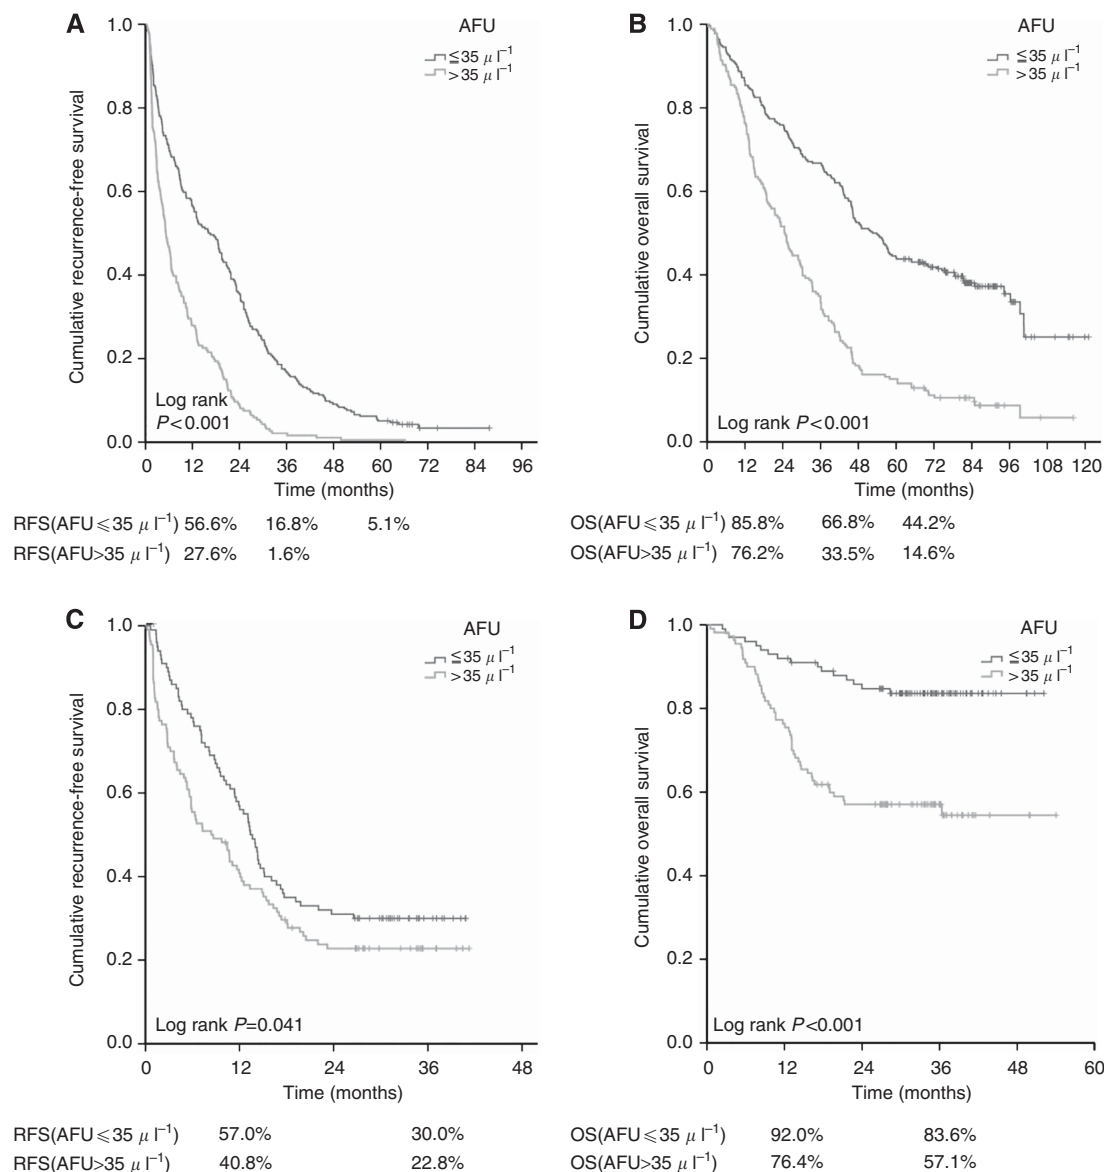 A
AFU
≤35 μ l⁻¹
>35 μ l⁻¹
Cumulative recurrence-free survival
1.0
0.8
0.6
0.4
0.2
0.0
Log rank
P<0.001
0 12 24 36 48 60 72 84 96
Time (months)
RFS(AFU⩽35 μ l⁻¹) 56.6% 16.8% 5.1%
RFS(AFU>35 μ l⁻¹) 27.6% 1.6%
B
AFU
≤35 μ l⁻¹
>35 μ l⁻¹
Cumulative overall survival
1.0
0.8
0.6
0.4
0.2
0.0
Log rank P<0.001
0 12 24 36 48 60 72 84 96 108 120
Time (months)
OS(AFU⩽35 μ l⁻¹) 85.8% 66.8% 44.2%
OS(AFU>35 μ l⁻¹) 76.2% 33.5% 14.6%
C
AFU
≤35 μ l⁻¹
>35 μ l⁻¹
Cumulative recurrence-free survival
1.0
0.8
0.6
0.4
0.2
0.0
Log rank P=0.041
0 12 24 36 48
Time (months)
RFS(AFU⩽35 μ l⁻¹) 57.0% 30.0%
RFS(AFU>35 μ l⁻¹) 40.8% 22.8%
D
AFU
≤35 μ l⁻¹
>35 μ l⁻¹
Cumulative overall survival
1.0
0.8
0.6
0.4
0.2
0.0
Log rank P<0.001
0 12 24 36 48 60
Time (months)
OS(AFU⩽35 μ l⁻¹) 92.0% 83.6%
OS(AFU>35 μ l⁻¹) 76.4% 57.1%